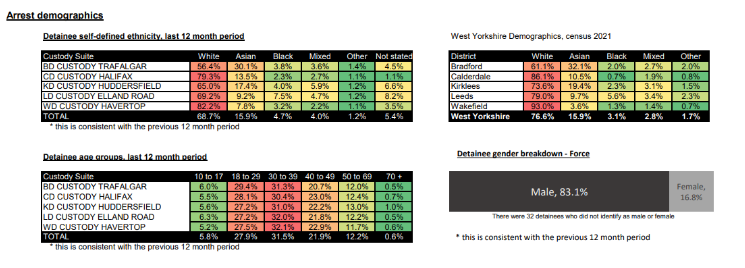 Arrest demographics
Detainee self-defined ethnicity, last 12 month period
Custody Suite White Asian Black Mixed Other Not stated
BD CUSTODY TRAFALGAR 56.4% 30.1% 3.8% 3.6% 1.4% 4.5%
CD CUSTODY HALIFAX 79.3% 13.5% 2.3% 2.7% 1.1% 1.1%
KD CUSTODY HUDDERSFIELD 65.0% 17.4% 4.0% 5.9% 1.2% 6.6%
LD CUSTODY ELLAND ROAD 69.2% 9.2% 7.5% 4.7% 1.2% 8.2%
WD CUSTODY HAVERTOP 82.2% 7.8% 3.2% 2.2% 1.1% 3.5%
TOTAL 68.7% 15.9% 4.7% 4.0% 1.2% 5.4%
* this is consistent with the previous 12 month period
West Yorkshire Demographics, census 2021
District White Asian Black Mixed Other
Bradford 61.1% 32.1% 2.0% 2.7% 2.0%
Calderdale 86.1% 10.5% 0.7% 1.9% 0.8%
Kirklees 73.6% 19.4% 2.3% 3.1% 1.5%
Leeds 79.0% 9.7% 5.6% 3.4% 2.3%
Wakefield 93.0% 3.6% 1.3% 1.4% 0.7%
West Yorkshire 76.6% 15.9% 3.1% 2.8% 1.7%
Detainee age groups, last 12 month period
Custody Suite 10 to 17 18 to 29 30 to 39 40 to 49 50 to 69 70 +
BD CUSTODY TRAFALGAR 6.0% 29.4% 31.3% 20.7% 12.0% 0.5%
CD CUSTODY HALIFAX 5.5% 28.1% 30.4% 23.0% 12.4% 0.7%
KD CUSTODY HUDDERSFIELD 5.6% 27.2% 31.0% 22.2% 13.0% 1.0%
LD CUSTODY ELLAND ROAD 6.3% 27.2% 32.0% 21.8% 12.2% 0.5%
WD CUSTODY HAVERTOP 5.2% 27.5% 32.1% 22.9% 11.7% 0.6%
TOTAL 5.8% 27.9% 31.5% 21.9% 12.2% 0.6%
* this is consistent with the previous 12 month period
Detainee gender breakdown - Force
Male, 83.1%
Female,
16.8%
There were 32 detainees who did not identify as male or female
* this is consistent with the previous 12 month period